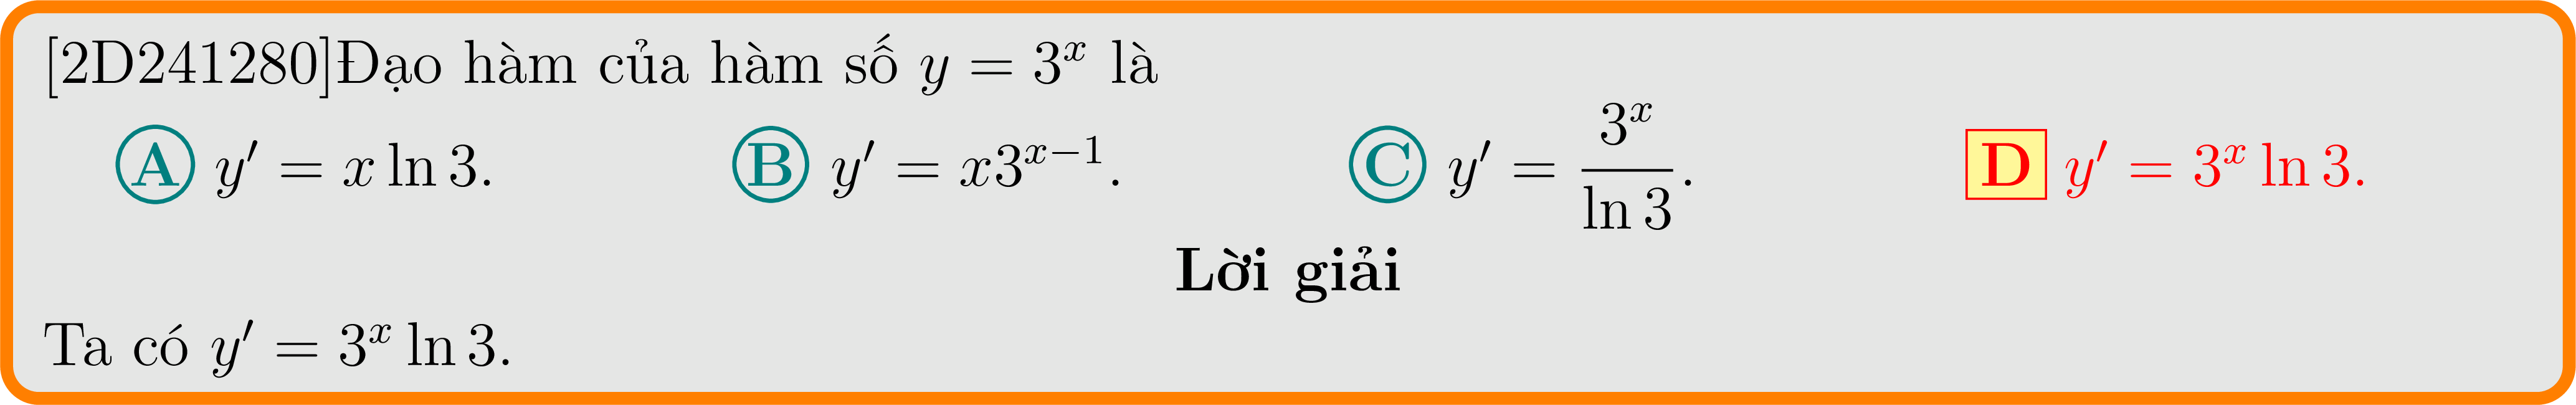 [2D241280]Đạo hàm của hàm số y = 3^x là
A y′ = x ln 3. B y′ = x3^{x−1}. C y′ = \frac{3^x}{ln 3}. D y′ = 3^x ln 3.
Lời giải
Ta có y′ = 3^x ln 3.